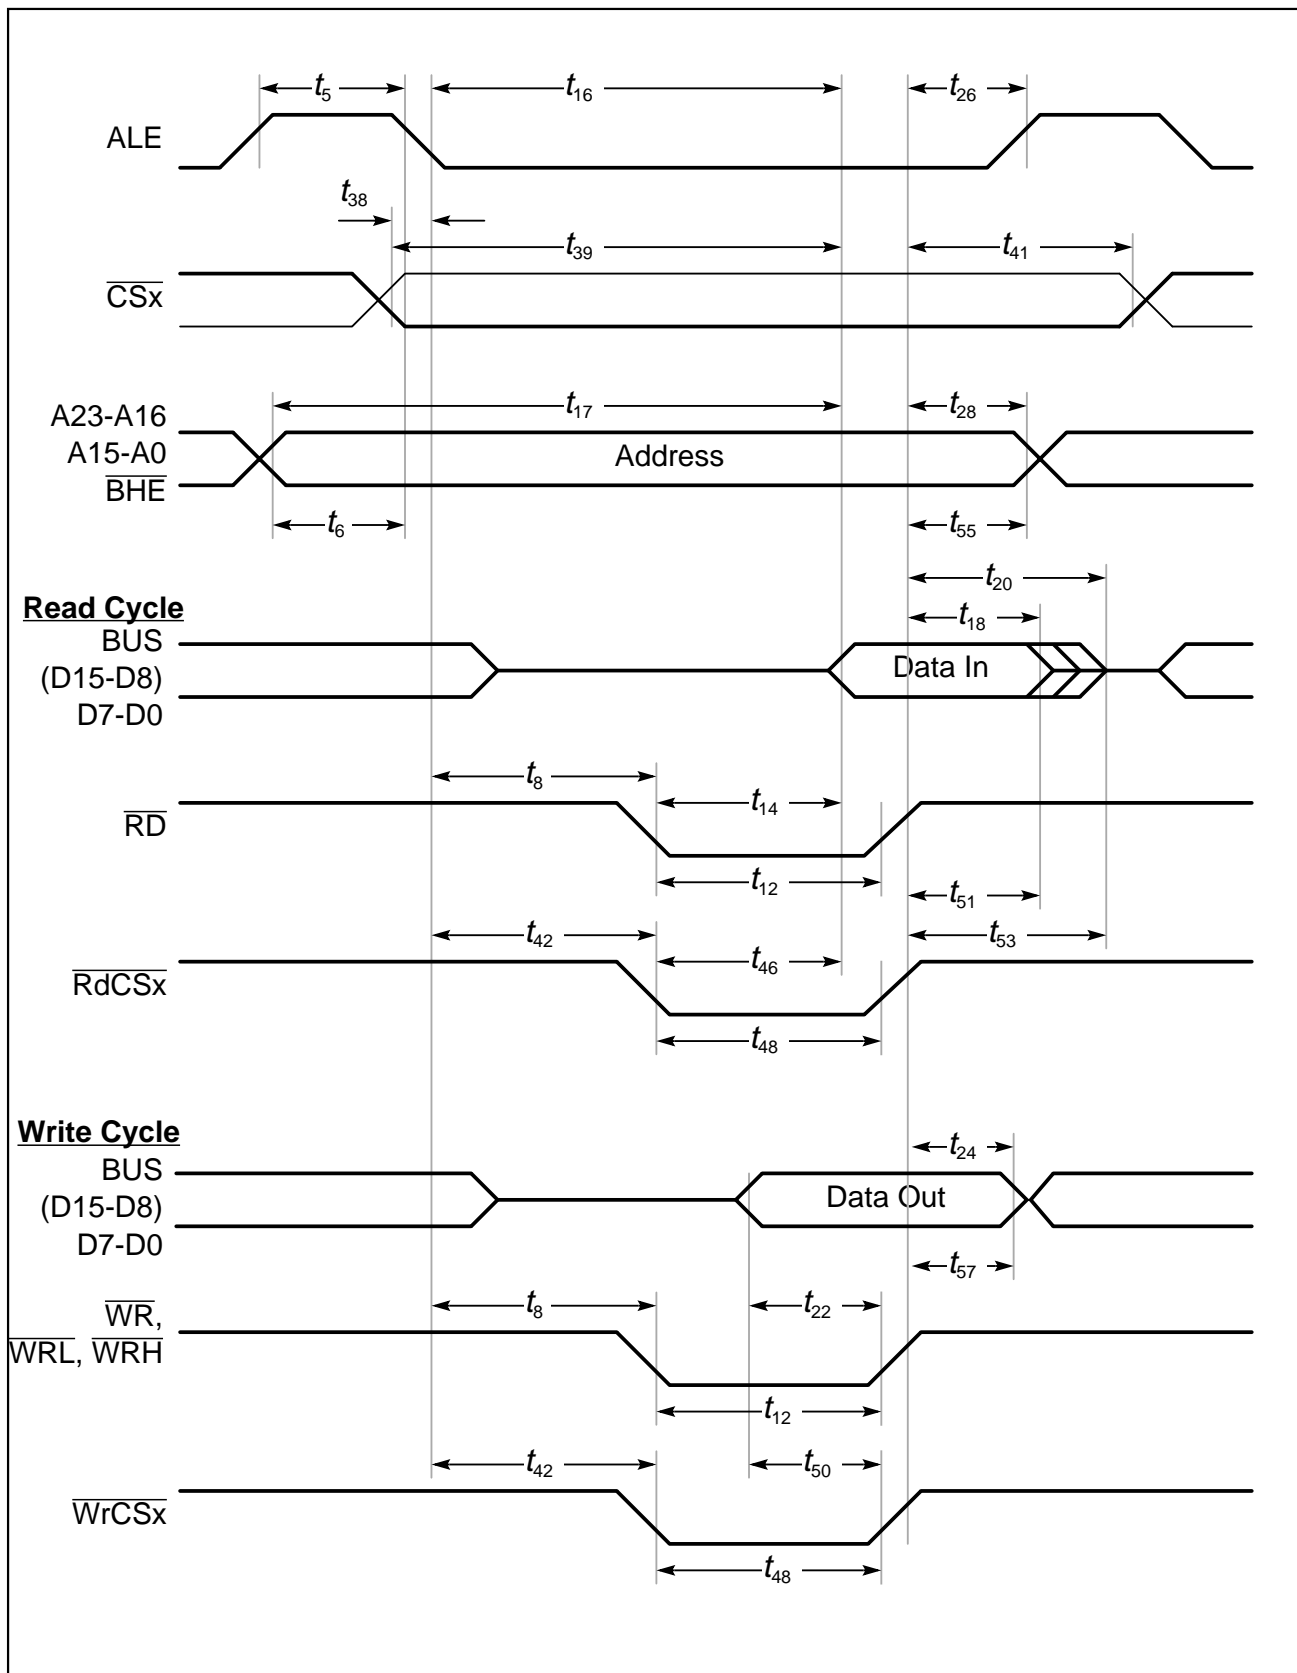 t5 t16 t26
ALE
t38
t39 t41
CSx
A23-A16 t17 t28
A15-A0 Address
BHE
t6 t55
t20
Read Cycle t18
BUS
(D15-D8) Data In
D7-D0
t8 t14
RD
t12 t51
t42 t46 t53
RdCSx
t48
Write Cycle t24
BUS
(D15-D8) Data Out
D7-D0
t57
WR, t8 t22
WRL, WRH
t12
t42 t50
WrCSx
t48